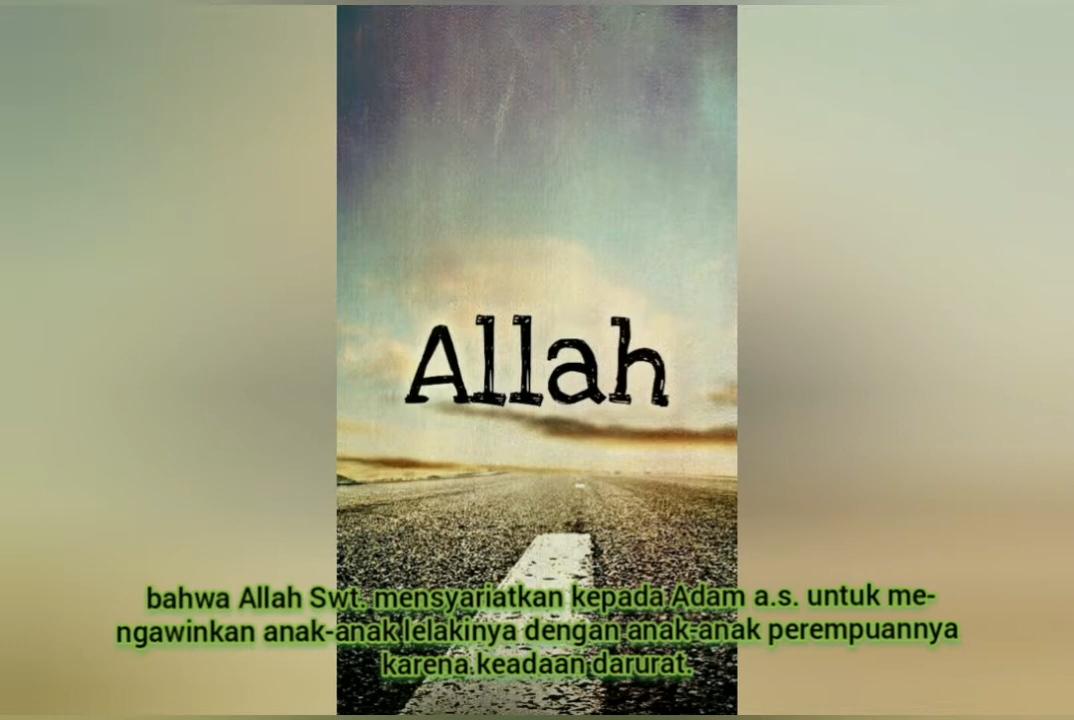 Allah
bahwa Allah Swt. mensyariatkan kepada Adam a.s. untuk me-
ngawinkan anak-anak lelakinya dengan anak-anak perempuannya
karena keadaan darurat.